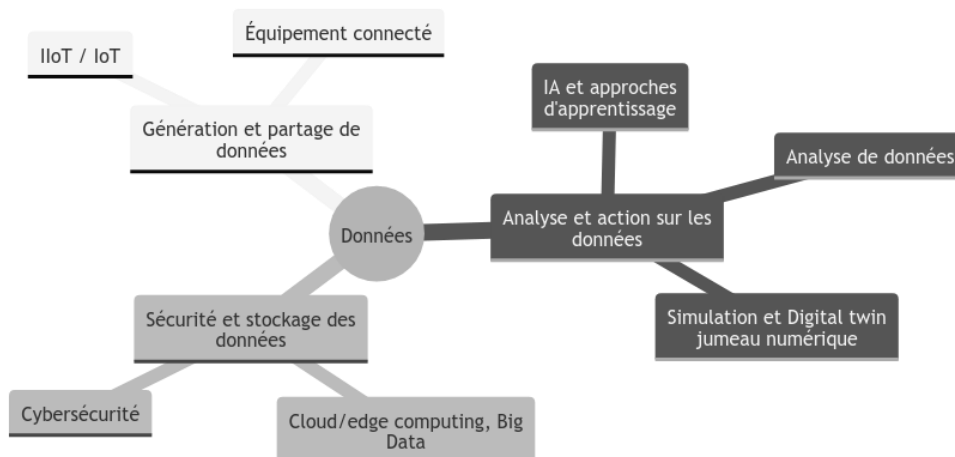 Équipement connecté
IIoT / IoT
Génération et partage de
données
IA et approches
d'apprentissage
Analyse de données
Données
Analyse et action sur les
données
Sécurité et stockage des
données
Simulation et Digital twin
jumeau numérique
Cybersécurité
Cloud/edge computing, Big
Data